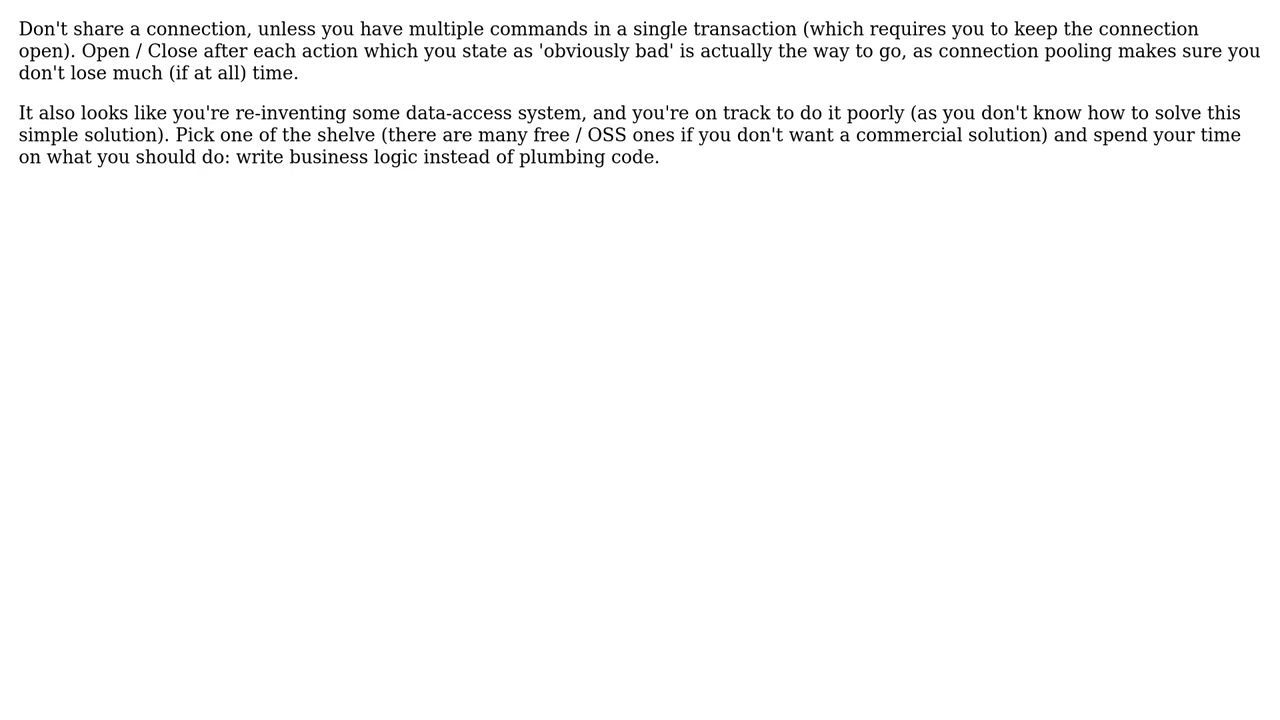 Don't share a connection, unless you have multiple commands in a single transaction (which requires you to keep the connection
open). Open / Close after each action which you state as 'obviously bad' is actually the way to go, as connection pooling makes sure you
don't lose much (if at all) time.
It also looks like you're re-inventing some data-access system, and you're on track to do it poorly (as you don't know how to solve this
simple solution). Pick one of the shelve (there are many free / OSS ones if you don't want a commercial solution) and spend your time
on what you should do: write business logic instead of plumbing code.